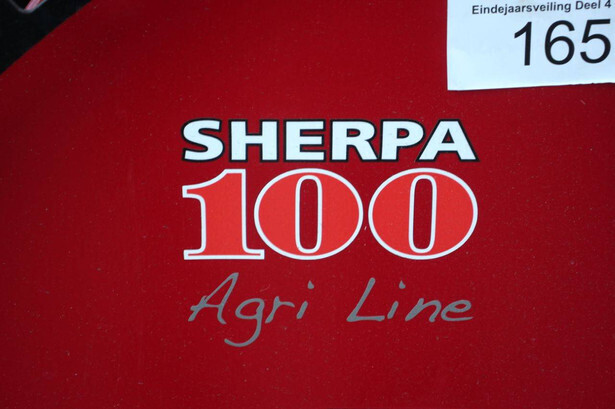 Eindejaarsveiling Deel 4
165
SHERPA
100
Agri Line